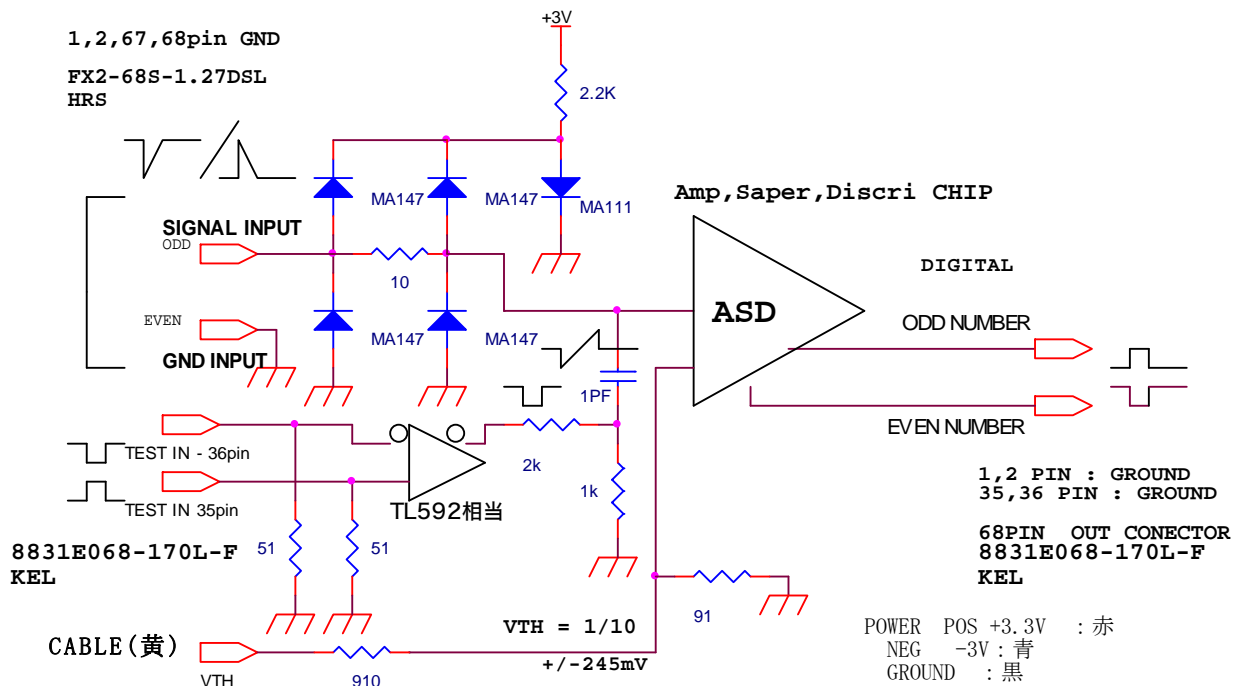 +3V
1,2,67,68pin GND
FX2-68S-1.27DSL
HRS
2.2K
MA147
MA147
MA111
Amp,Saper,Discri CHIP
SIGNAL INPUT
ODD
10
DIGITAL
ASD
EVEN
MA147
MA147
ODD NUMBER
GND INPUT
1PF
EVEN NUMBER
TEST IN - 36pin
2k
TEST IN 35pin
TL592相当
1k
1,2 PIN : GROUND
35,36 PIN : GROUND
68PIN OUT CONECTOR
8831E068-170L-F
KEL
8831E068-170L-F
KEL
51
51
91
VTH = 1/10
+/-245mV
CABLE(黄)
VTH
910
POWER POS +3.3V : 赤
NEG -3V : 青
GROUND : 黒